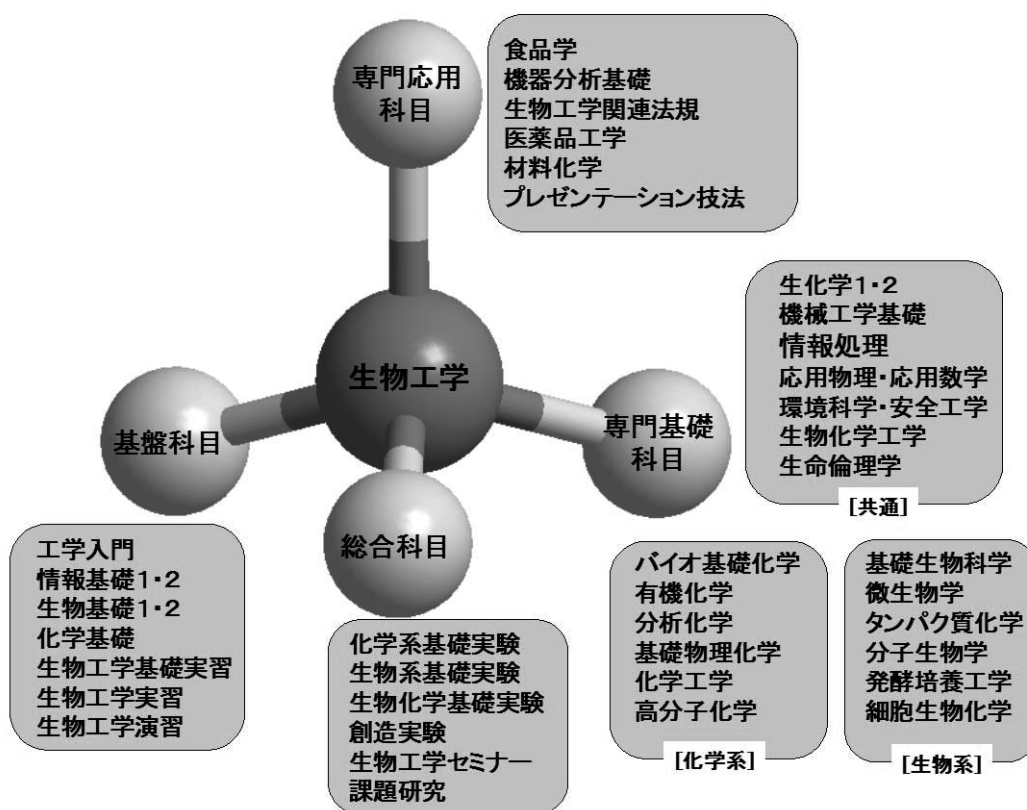 専門応用
科目
食品学
機器分析基礎
生物工学関連法規
医薬品工学
材料化学
プレゼンテーション技法
生物工学
基盤科目
専門基礎
科目
総合科目
生化学1・2
機械工学基礎
情報処理
応用物理・応用数学
環境科学・安全工学
生物化学工学
生命倫理学
[共通]
工学入門
情報基礎1・2
生物基礎1・2
化学基礎
生物工学基礎実習
生物工学実習
生物工学演習
化学系基礎実験
生物系基礎実験
生物化学基礎実験
創造実験
生物工学セミナー
課題研究
バイオ基礎化学
有機化学
分析化学
基礎物理化学
化学工学
高分子化学
[化学系]
基礎生物科学
微生物学
タンパク質化学
分子生物学
発酵培養工学
細胞生物化学
[生物系]